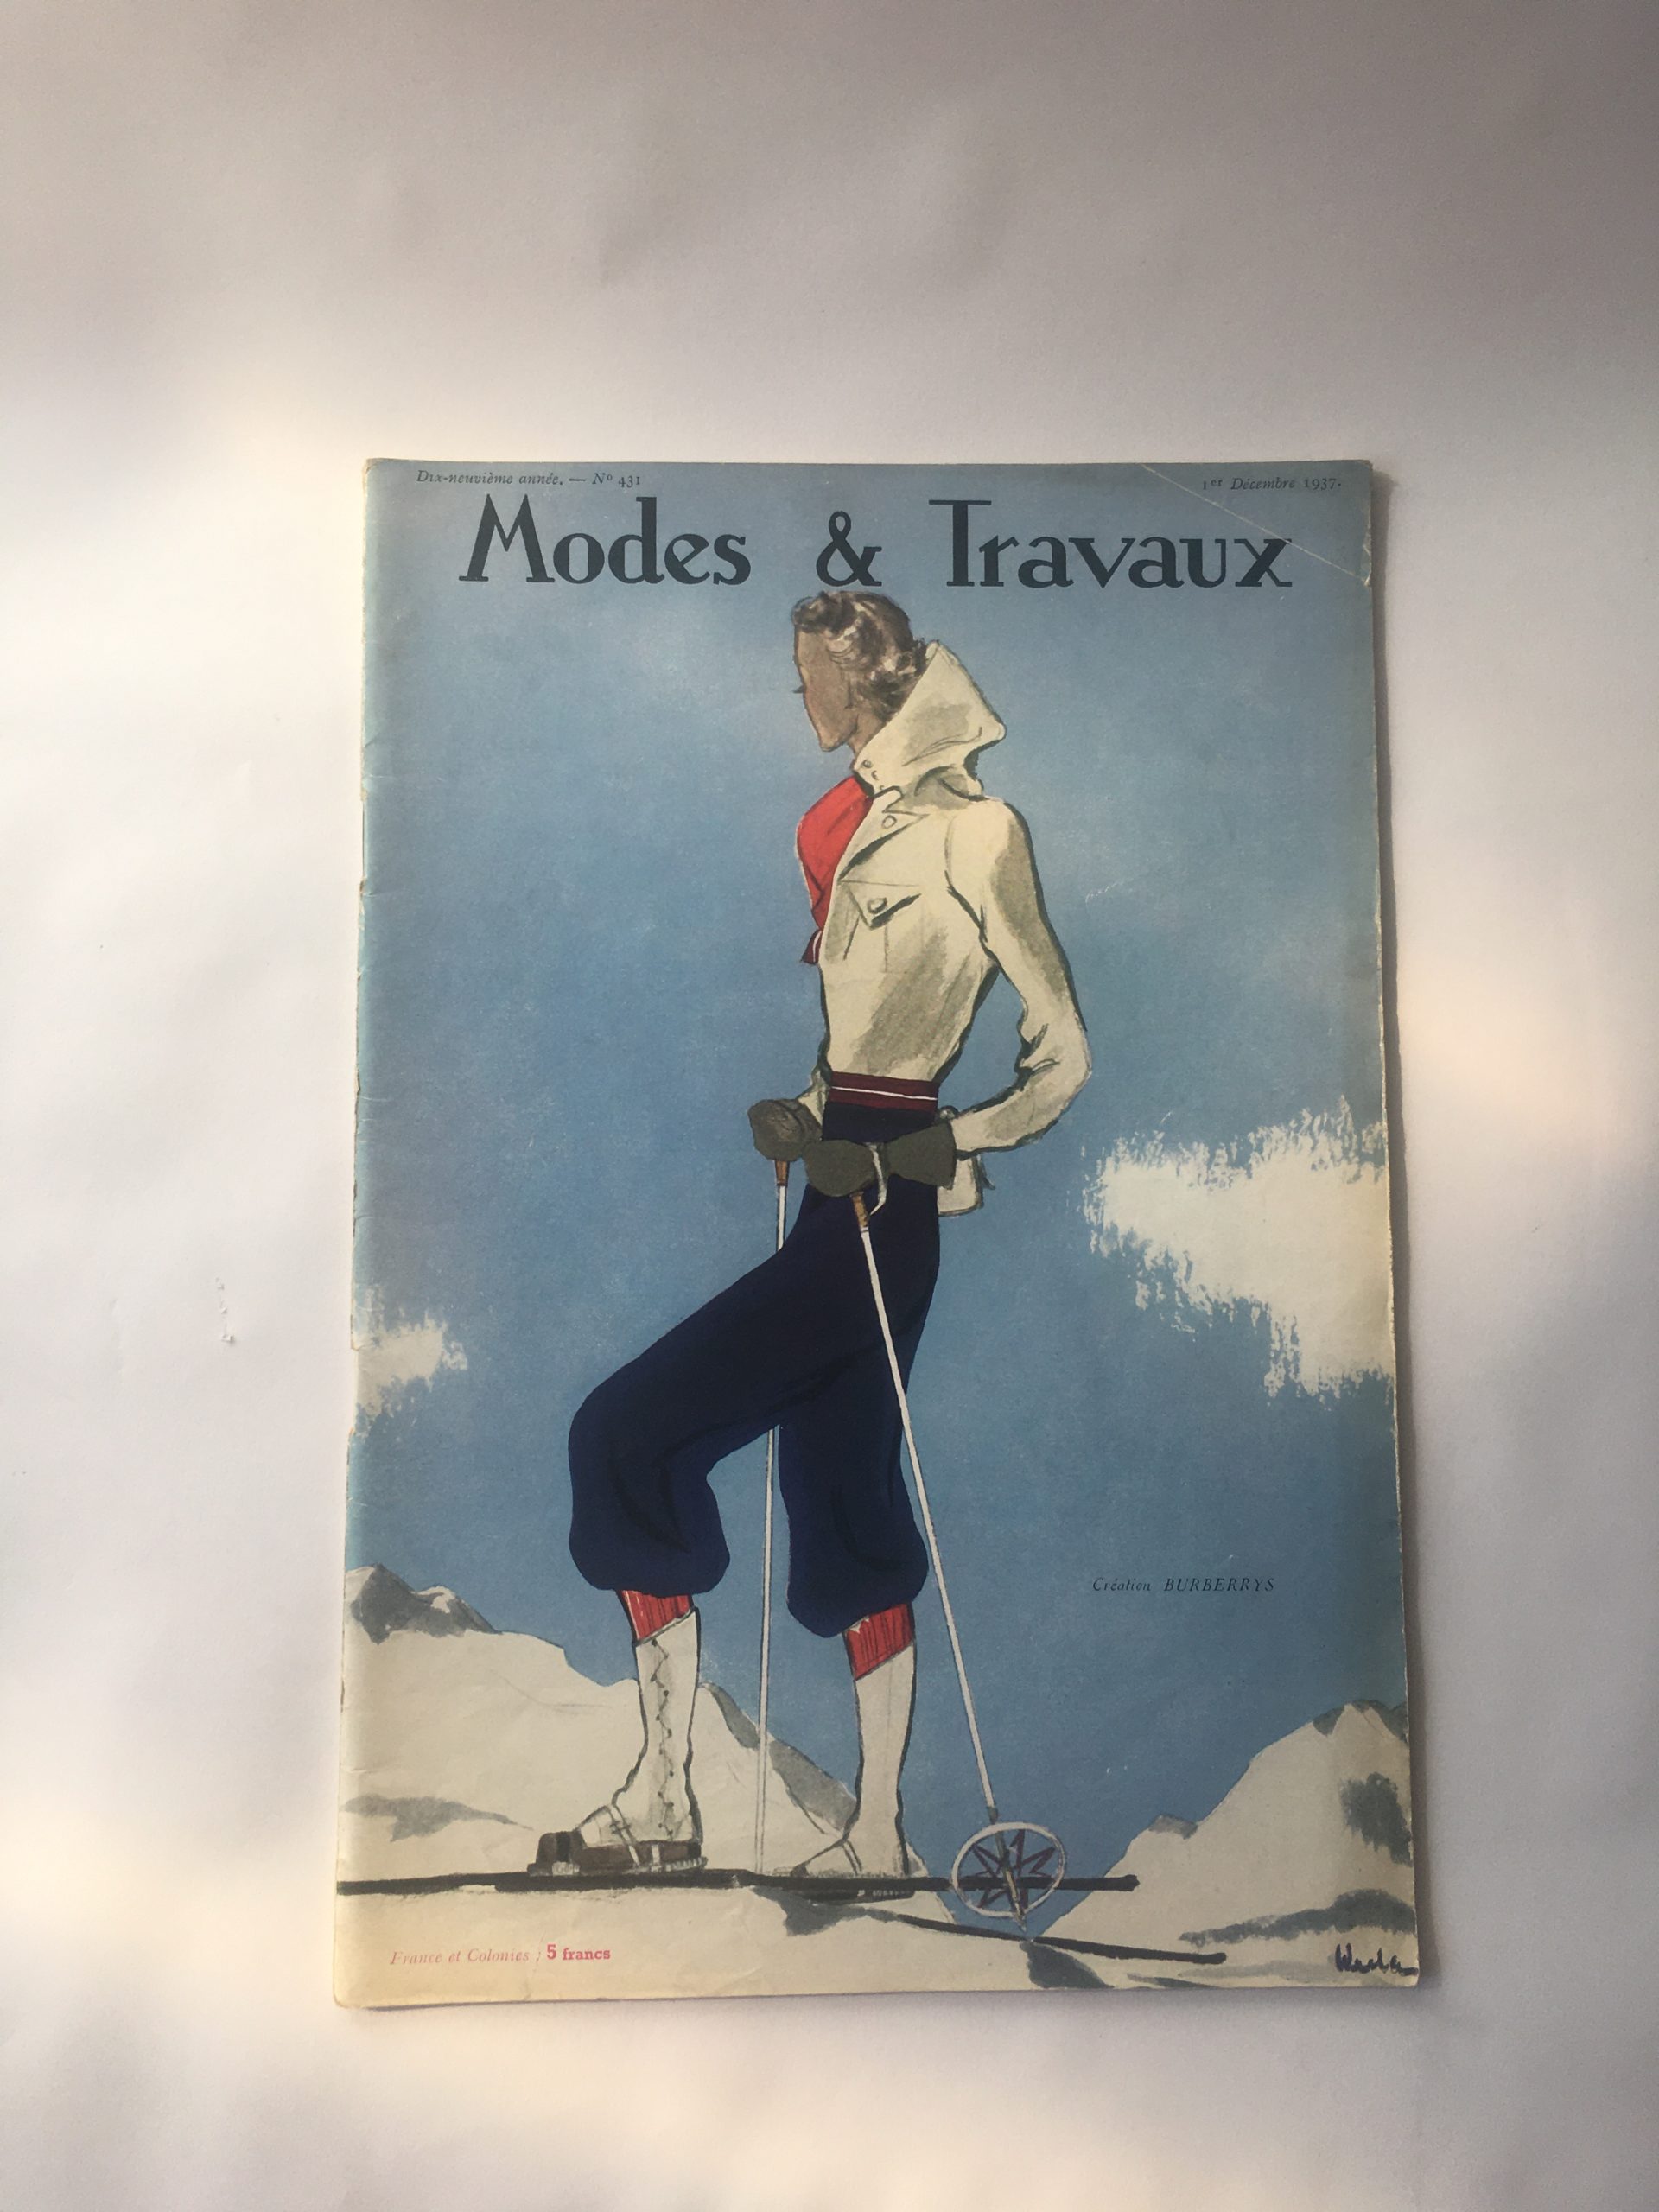 Dix-neuvième année. — Nº 431
1er Décembre 1937.
Modes & Travaux
Création BURBERRYS
France et Colonies : 5 francs